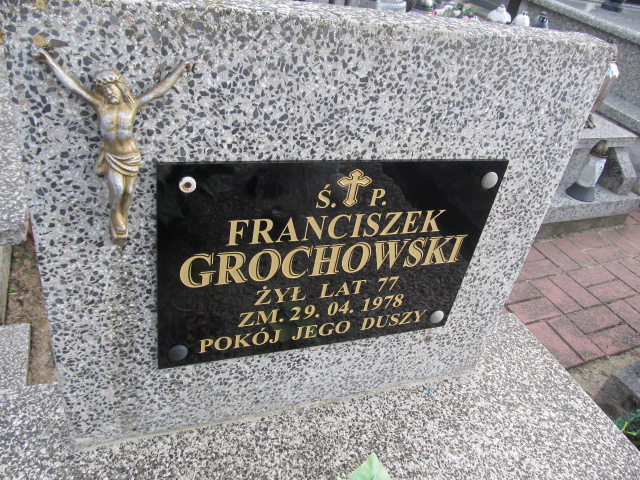 Ś. P.
FRANCISZEK
GROCHOWSKI
ŻYŁ LAT 77
ZM. 29. 04. 1978
POKÓJ JEGO DUSZY